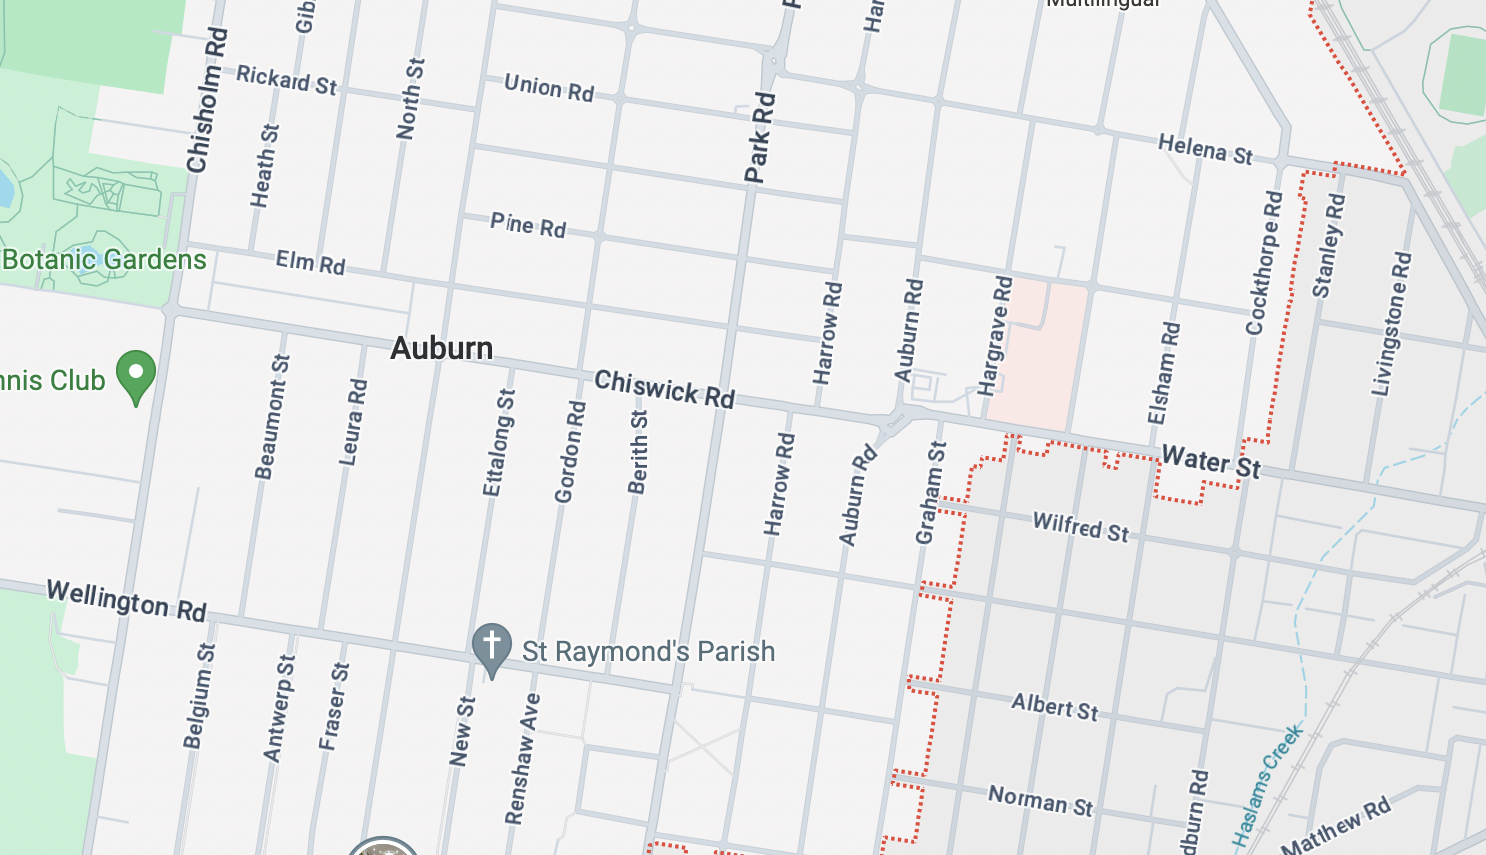 Multilingual
Chisholm Rd
Rickard St
Heath St
North St
Union Rd
Park Rd
Helena St
Pine Rd
Elm Rd
Botanic Gardens
Cockthorpe Rd
Stanley Rd
Livingstone Rd
Harrow Rd
Auburn Rd
Hargrave Rd
Elsham Rd
Auburn
nnis Club
Chiswick Rd
Beaumont St
Leura Rd
Ettalong St
Gordon Rd
Berith St
Harrow Rd
Auburn Rd
Graham St
Water St
Wilfred St
Wellington Rd
St Raymond's Parish
Belgium St
Antwerp St
Fraser St
New St
Renshaw Ave
Albert St
Norman St
dburn Rd
Haslams Creek
Matthew Rd